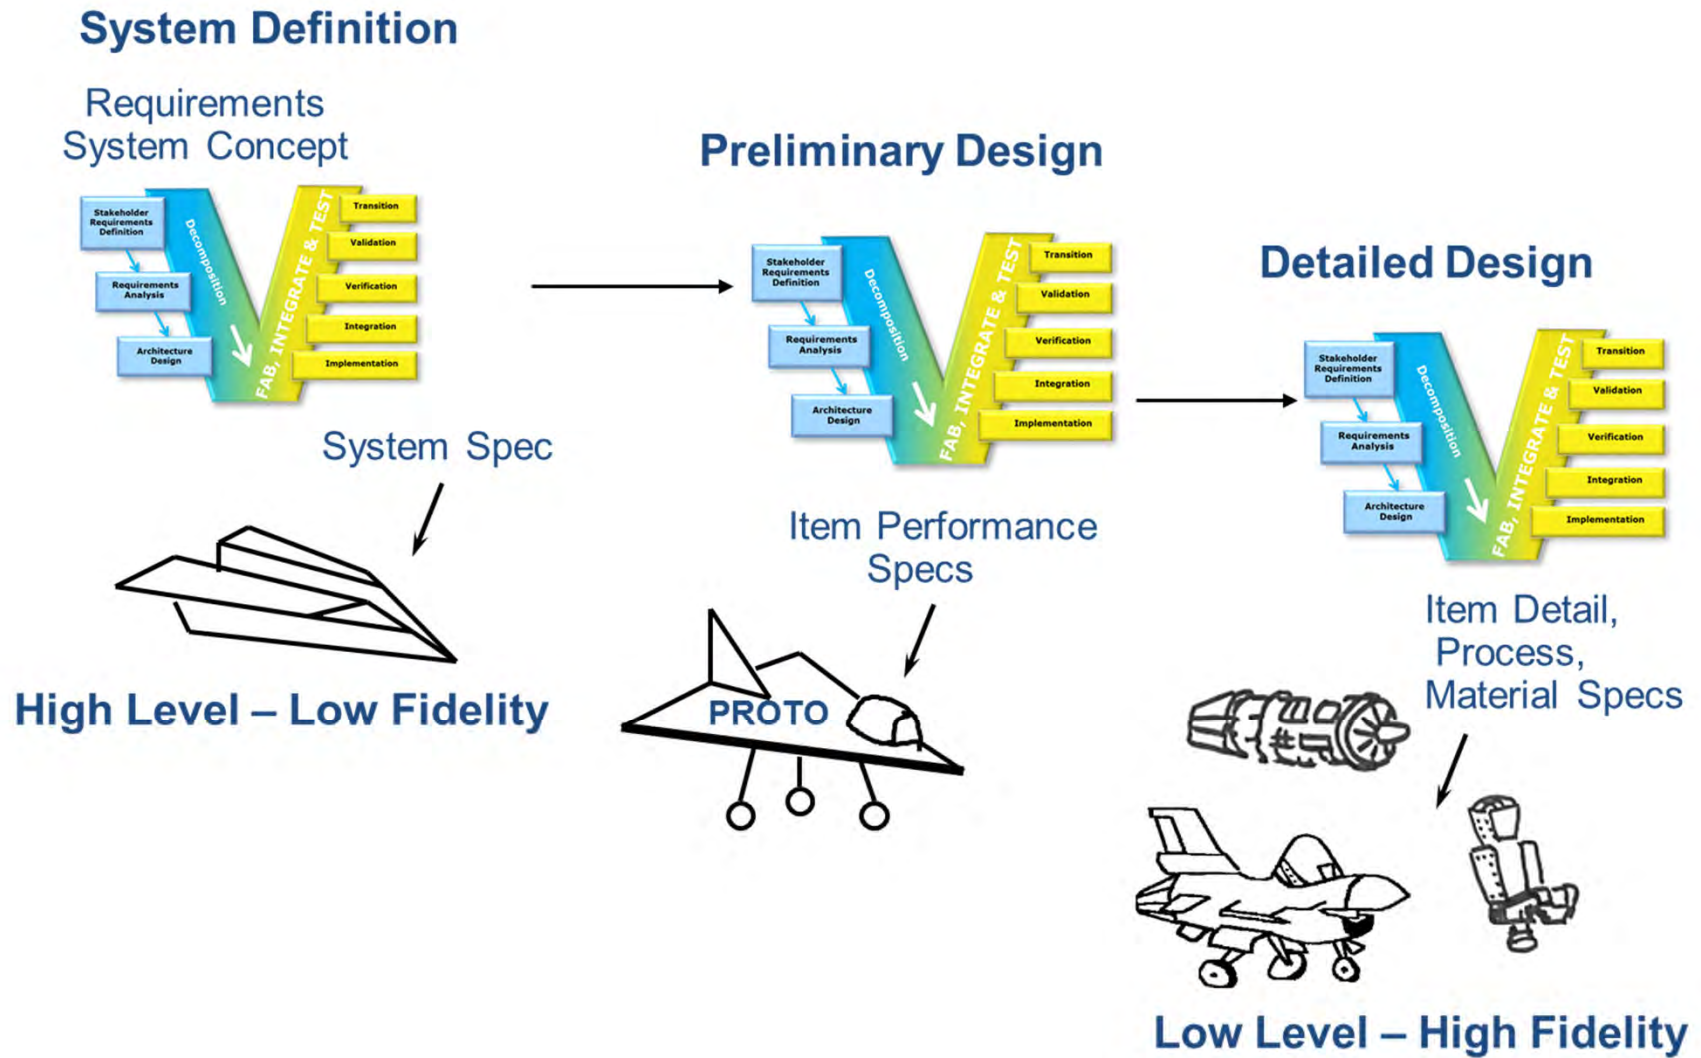 System Definition
Requirements
System Concept
Stakeholder
Requirements
Definition
Requirements
Analysis
Architecture
Design
Decomposition
FAB, INTEGRATE & TEST
Transition
Validation
Verification
Integration
Implementation
System Spec
High Level – Low Fidelity
Preliminary Design
Stakeholder
Requirements
Definition
Requirements
Analysis
Architecture
Design
Decomposition
FAB, INTEGRATE & TEST
Transition
Validation
Verification
Integration
Implementation
Item Performance
Specs
PROTO
Detailed Design
Stakeholder
Requirements
Definition
Requirements
Analysis
Architecture
Design
Decomposition
FAB, INTEGRATE & TEST
Transition
Validation
Verification
Integration
Implementation
Item Detail,
Process,
Material Specs
Low Level – High Fidelity